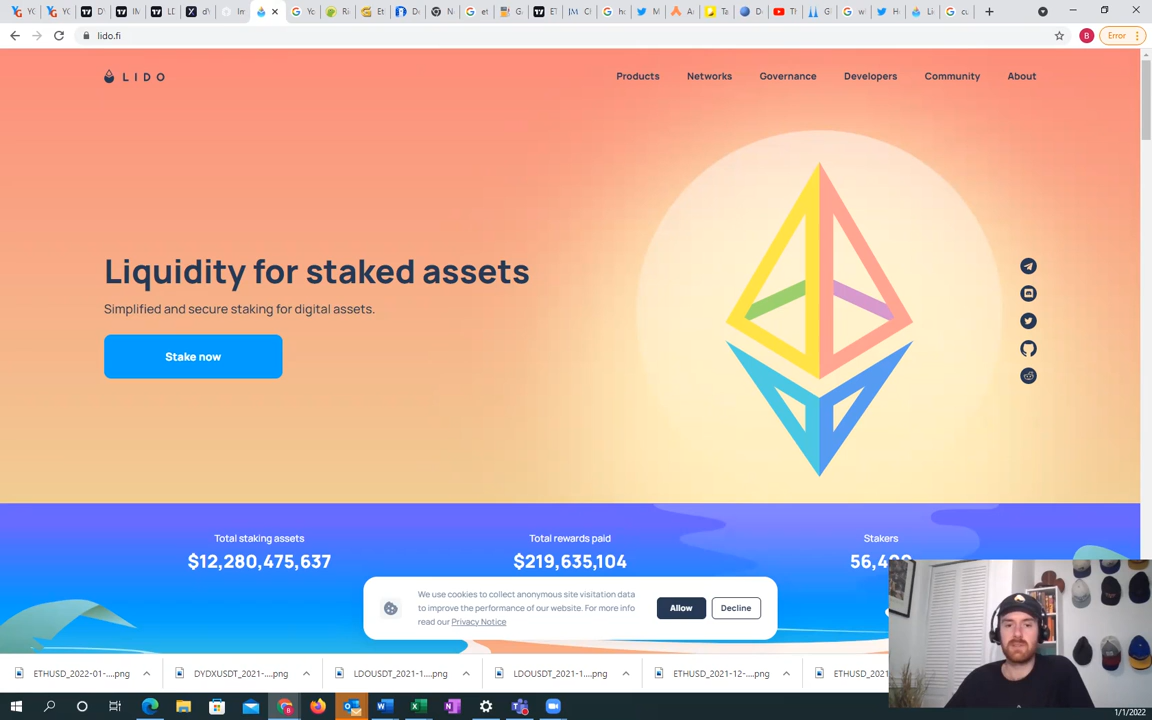 lido.fi
Error
LIDO
Products Networks Governance Developers Community About
Liquidity for staked assets
Simplified and secure staking for digital assets.
Stake now
Total staking assets Total rewards paid Stakers
$12,280,475,637 $219,635,104
We use cookies to collect anonymous site visitation data
to improve the performance of our website. For more info
read our Privacy Notice
Allow Decline
ETHUSD_2022-01-....png DYDXUSDT_2021-....png LDOUSDT_2021-1....png LDOUSDT_2021-1....png ETHUSD_2021-12-....png
1/1/2022